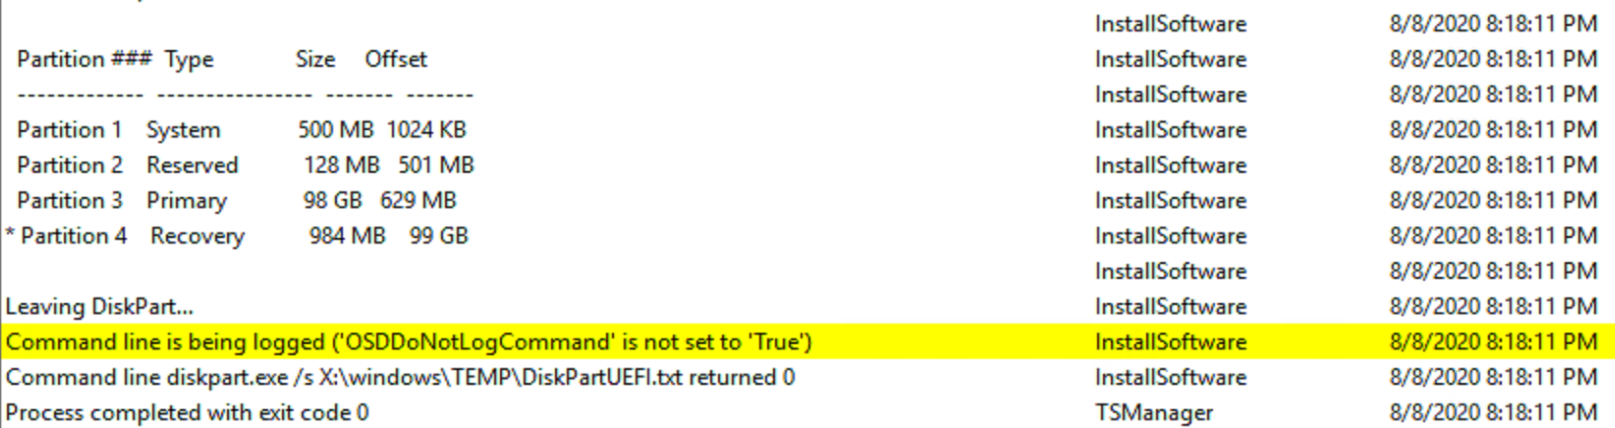 InstallSoftware 8/8/2020 8:18:11 PM
Partition ### Type Size Offset InstallSoftware 8/8/2020 8:18:11 PM
------------- ---------------- ------- ------- InstallSoftware 8/8/2020 8:18:11 PM
Partition 1 System 500 MB 1024 KB InstallSoftware 8/8/2020 8:18:11 PM
Partition 2 Reserved 128 MB 501 MB InstallSoftware 8/8/2020 8:18:11 PM
Partition 3 Primary 98 GB 629 MB InstallSoftware 8/8/2020 8:18:11 PM
* Partition 4 Recovery 984 MB 99 GB InstallSoftware 8/8/2020 8:18:11 PM
InstallSoftware 8/8/2020 8:18:11 PM
Leaving DiskPart... InstallSoftware 8/8/2020 8:18:11 PM
Command line is being logged ('OSDDoNotLogCommand' is not set to 'True') InstallSoftware 8/8/2020 8:18:11 PM
Command line diskpart.exe /s X:\windows\TEMP\DiskPartUEFI.txt returned 0 InstallSoftware 8/8/2020 8:18:11 PM
Process completed with exit code 0 TSManager 8/8/2020 8:18:11 PM